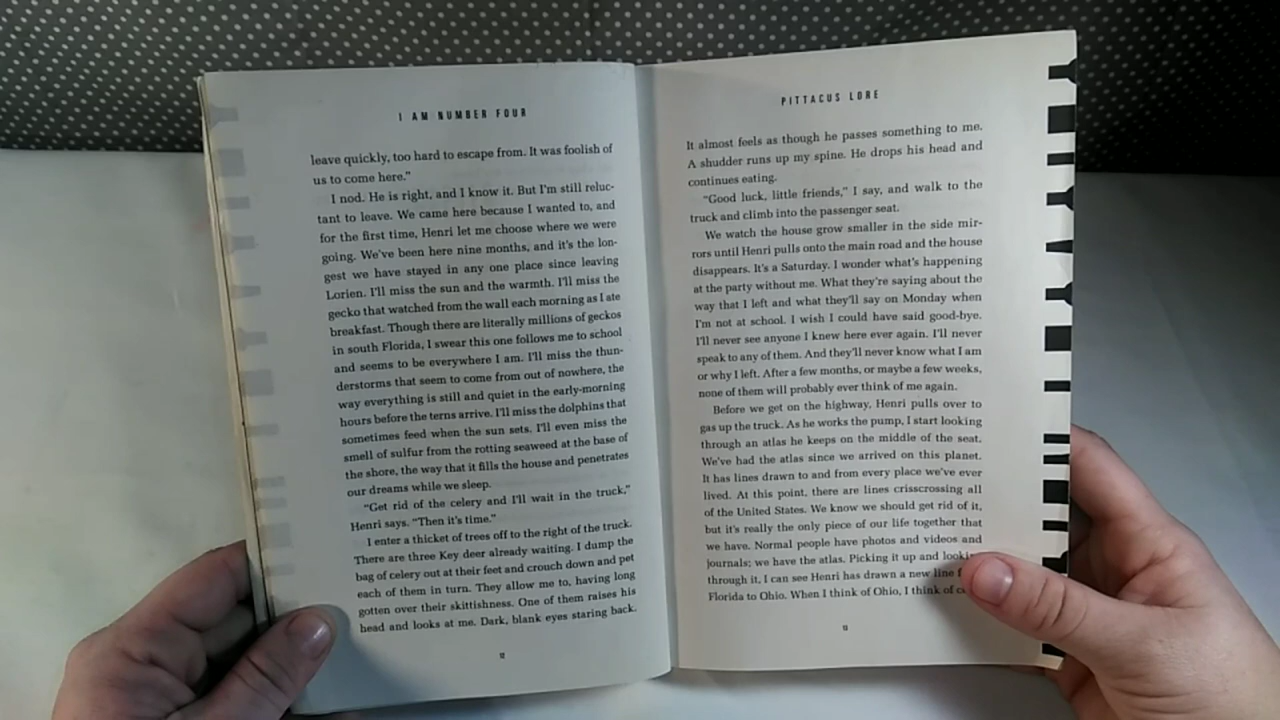 I AM NUMBER FOUR
leave quickly, too hard to escape from. It was foolish of
us to come here.”
I nod. He is right, and I know it. But I'm still reluc-
tant to leave. We came here because I wanted to, and
for the first time, Henri let me choose where we were
going. We've been here nine months, and it's the lon-
gest we have stayed in any one place since leaving
Lorien. I'll miss the sun and the warmth. I'll miss the
gecko that watched from the wall each morning as I ate
breakfast. Though there are literally millions of geckos
in south Florida, I swear this one follows me to school
and seems to be everywhere I am. I'll miss the thun-
derstorms that seem to come from out of nowhere, the
way everything is still and quiet in the early-morning
hours before the terns arrive. I'll miss the dolphins that
sometimes feed when the sun sets. I'll even miss the
smell of sulfur from the rotting seaweed at the base of
the shore, the way that it fills the house and penetrates
our dreams while we sleep.
“Get rid of the celery and I'll wait in the truck,”
Henri says. “Then it's time.”
I enter a thicket of trees off to the right of the truck.
There are three Key deer already waiting. I dump the
bag of celery out at their feet and crouch down and pet
each of them in turn. They allow me to, having long
gotten over their skittishness. One of them raises his
head and looks at me. Dark, blank eyes staring back.
12
PITTACUS LORE
It almost feels as though he passes something to me.
A shudder runs up my spine. He drops his head and
continues eating.
“Good luck, little friends,” I say, and walk to the
truck and climb into the passenger seat.
We watch the house grow smaller in the side mir-
rors until Henri pulls onto the main road and the house
disappears. It's a Saturday. I wonder what's happening
at the party without me. What they're saying about the
way that I left and what they'll say on Monday when
I'm not at school. I wish I could have said good-bye.
I'll never see anyone I knew here ever again. I'll never
speak to any of them. And they'll never know what I am
or why I left. After a few months, or maybe a few weeks,
none of them will probably ever think of me again.
Before we get on the highway, Henri pulls over to
gas up the truck. As he works the pump, I start looking
through an atlas he keeps on the middle of the seat.
We've had the atlas since we arrived on this planet.
It has lines drawn to and from every place we've ever
lived. At this point, there are lines crisscrossing all
of the United States. We know we should get rid of it,
but it's really the only piece of our life together that
we have. Normal people have photos and videos and
journals; we have the atlas. Picking it up and
through it, I can see Henri has drawn a new line
Florida to Ohio. When I think of Ohio, I think of
13